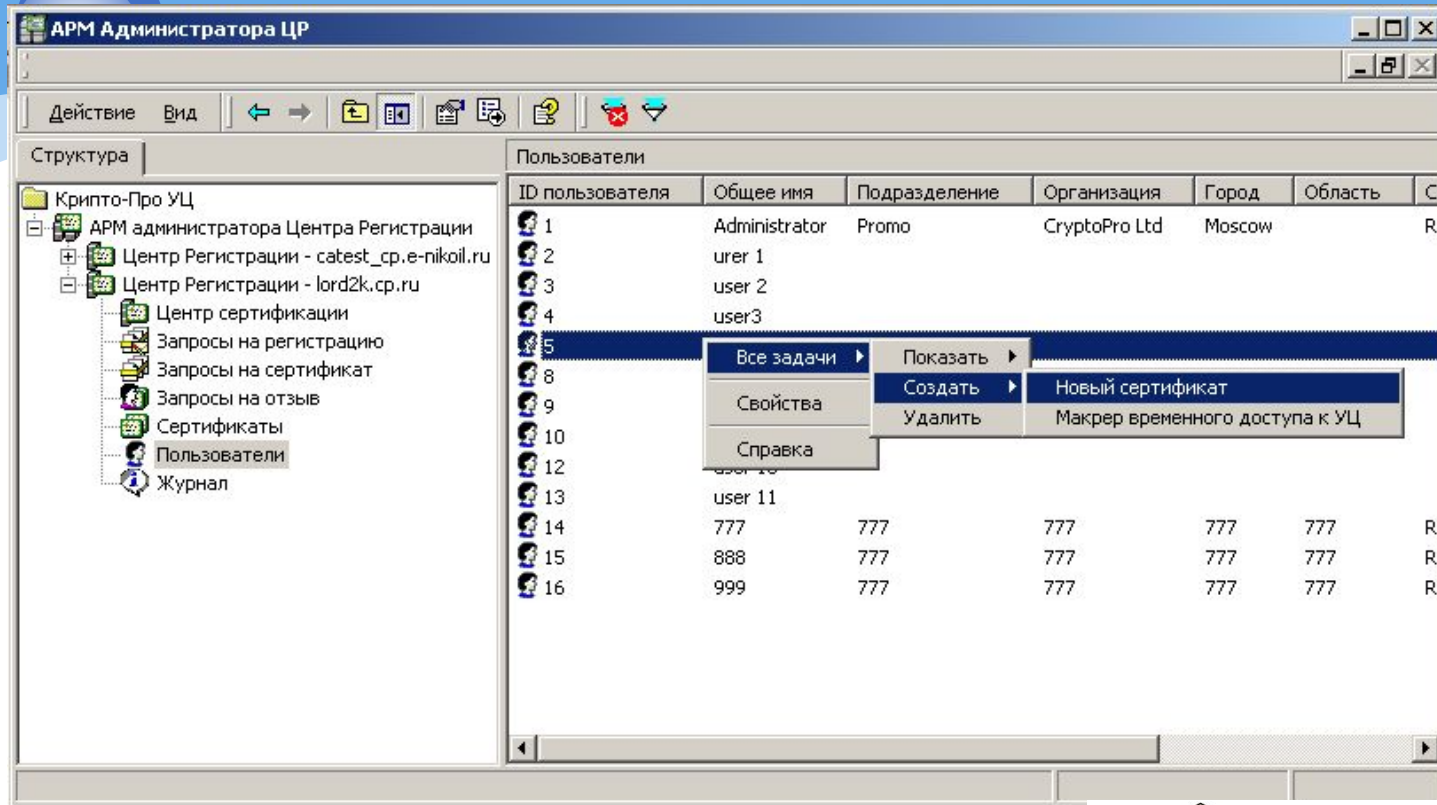 АРМ Администратора ЦР
Действие Вид
Структура
Пользователи
Крипто-Про УЦ
АРМ администратора Центра Регистрации
Центр Регистрации - catest_cp.e-nikoil.ru
Центр Регистрации - lord2k.cp.ru
Центр сертификации
Запросы на регистрацию
Запросы на сертификат
Запросы на отзыв
Сертификаты
Пользователи
Журнал
ID пользователя Общее имя Подразделение Организация Город Область С
1 Administrator Promo CryptoPro Ltd Moscow R
2 urer 1
3 user 2
4 user3
5
8
9
10
12
13 user 11
14 777 777 777 777 777 R
15 888 777 777 777 777 R
16 999 777 777 777 777 R
Все задачи
Свойства
Справка
Показать
Создать
Удалить
Новый сертификат
Макрер временного доступа к УЦ